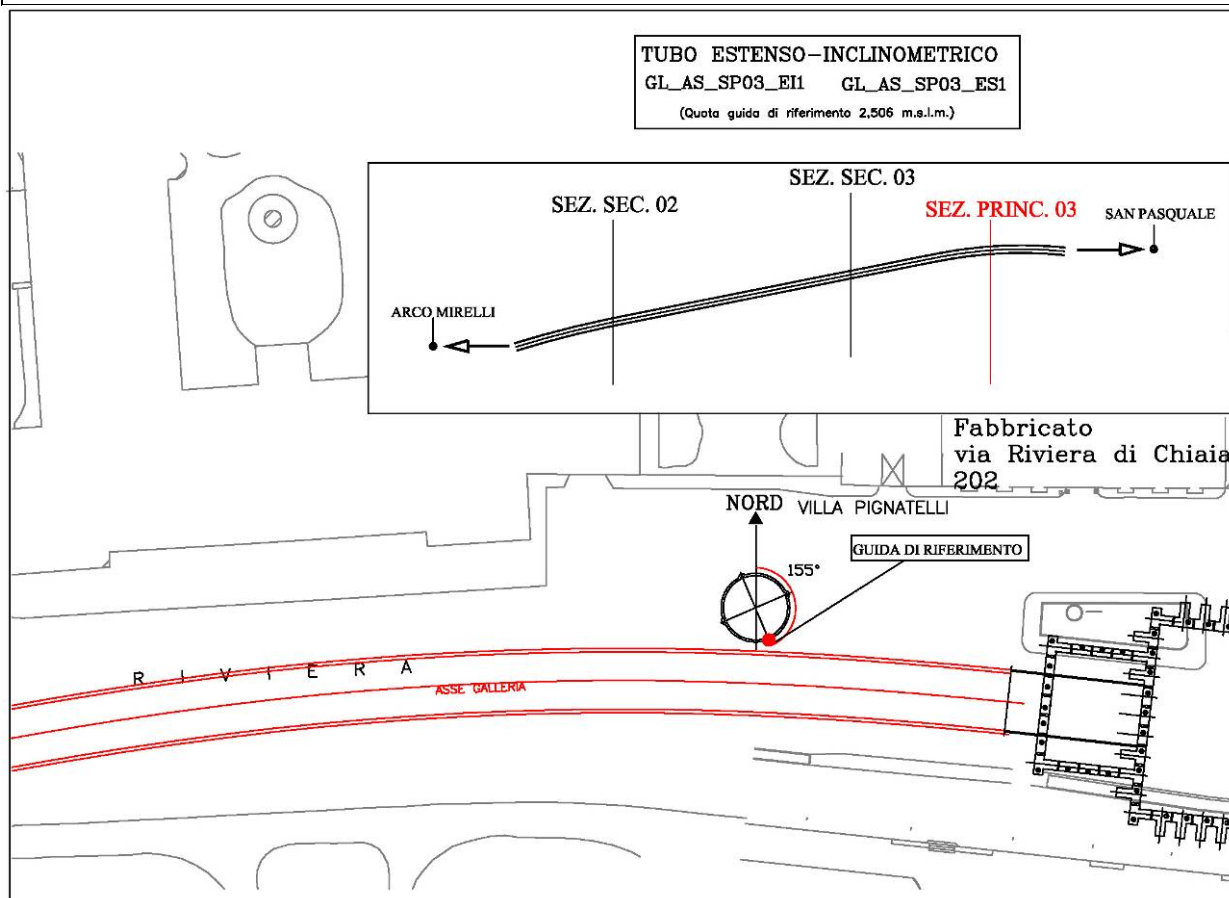 TUBO ESTENSO-INCLINOMETRICO
GL_AS_SP03_EI1 GL_AS_SP03_ES1
(Quota guida di riferimento 2,506 m.s.l.m.)
SEZ. SEC. 03
SEZ. SEC. 02
SEZ. PRINC. 03
SAN PASQUALE
ARCO MIRELLI
Fabbricato
via Riviera di Chiaia
202
NORD
VILLA PIGNATELLI
GUIDA DI RIFERIMENTO
155°
RIVIERA
ASSE GALLERIA